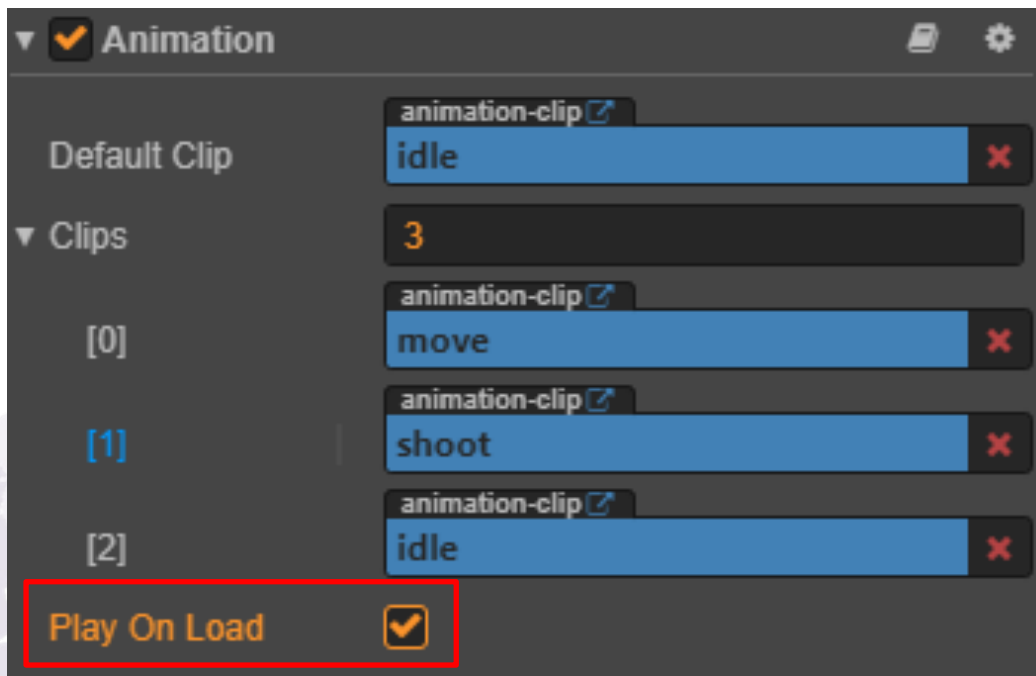 Animation
animation-clip
Default Clip idle
Clips 3
animation-clip
[0] move
animation-clip
[1] shoot
animation-clip
[2] idle
Play On Load